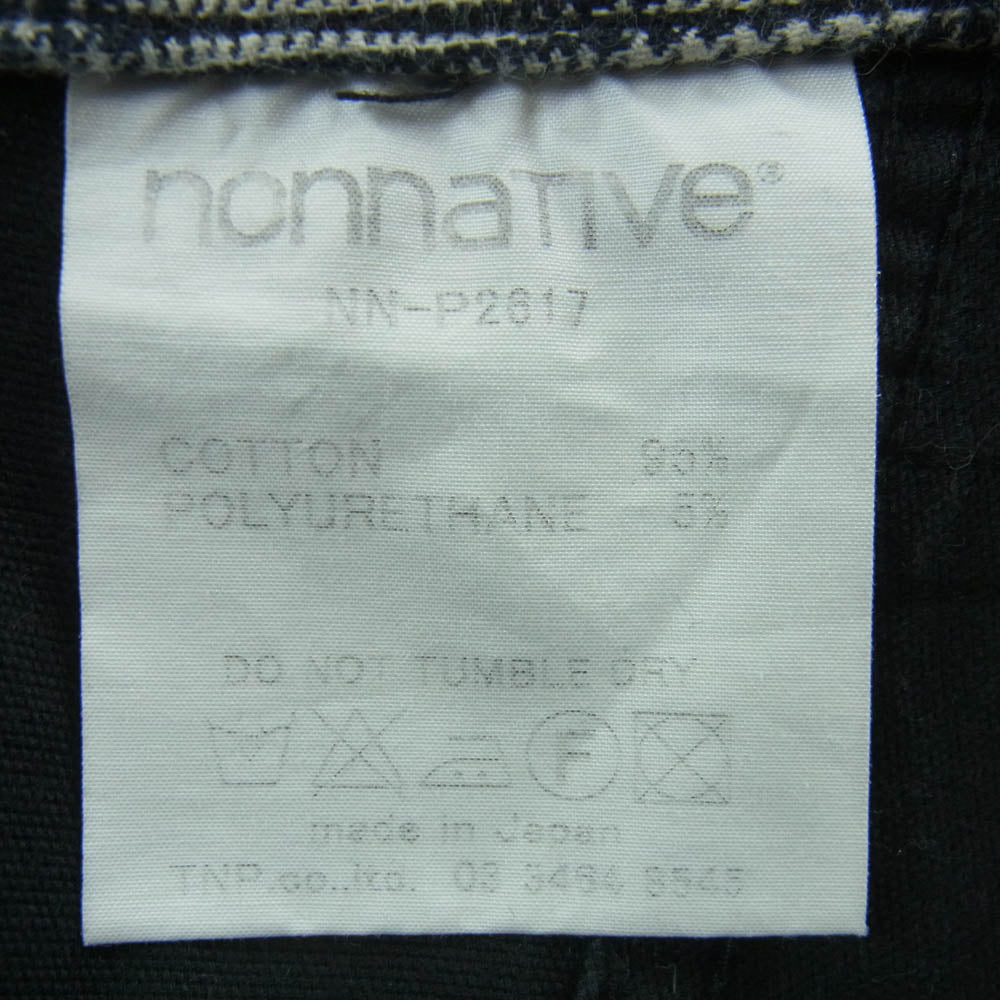 nonnative®
NN-P2617
COTTON 95%
POLYURETHANE 5%
DO NOT TUMBLE DRY
F
made in Japan
TNP.co.,ltd. 03 3464 8545